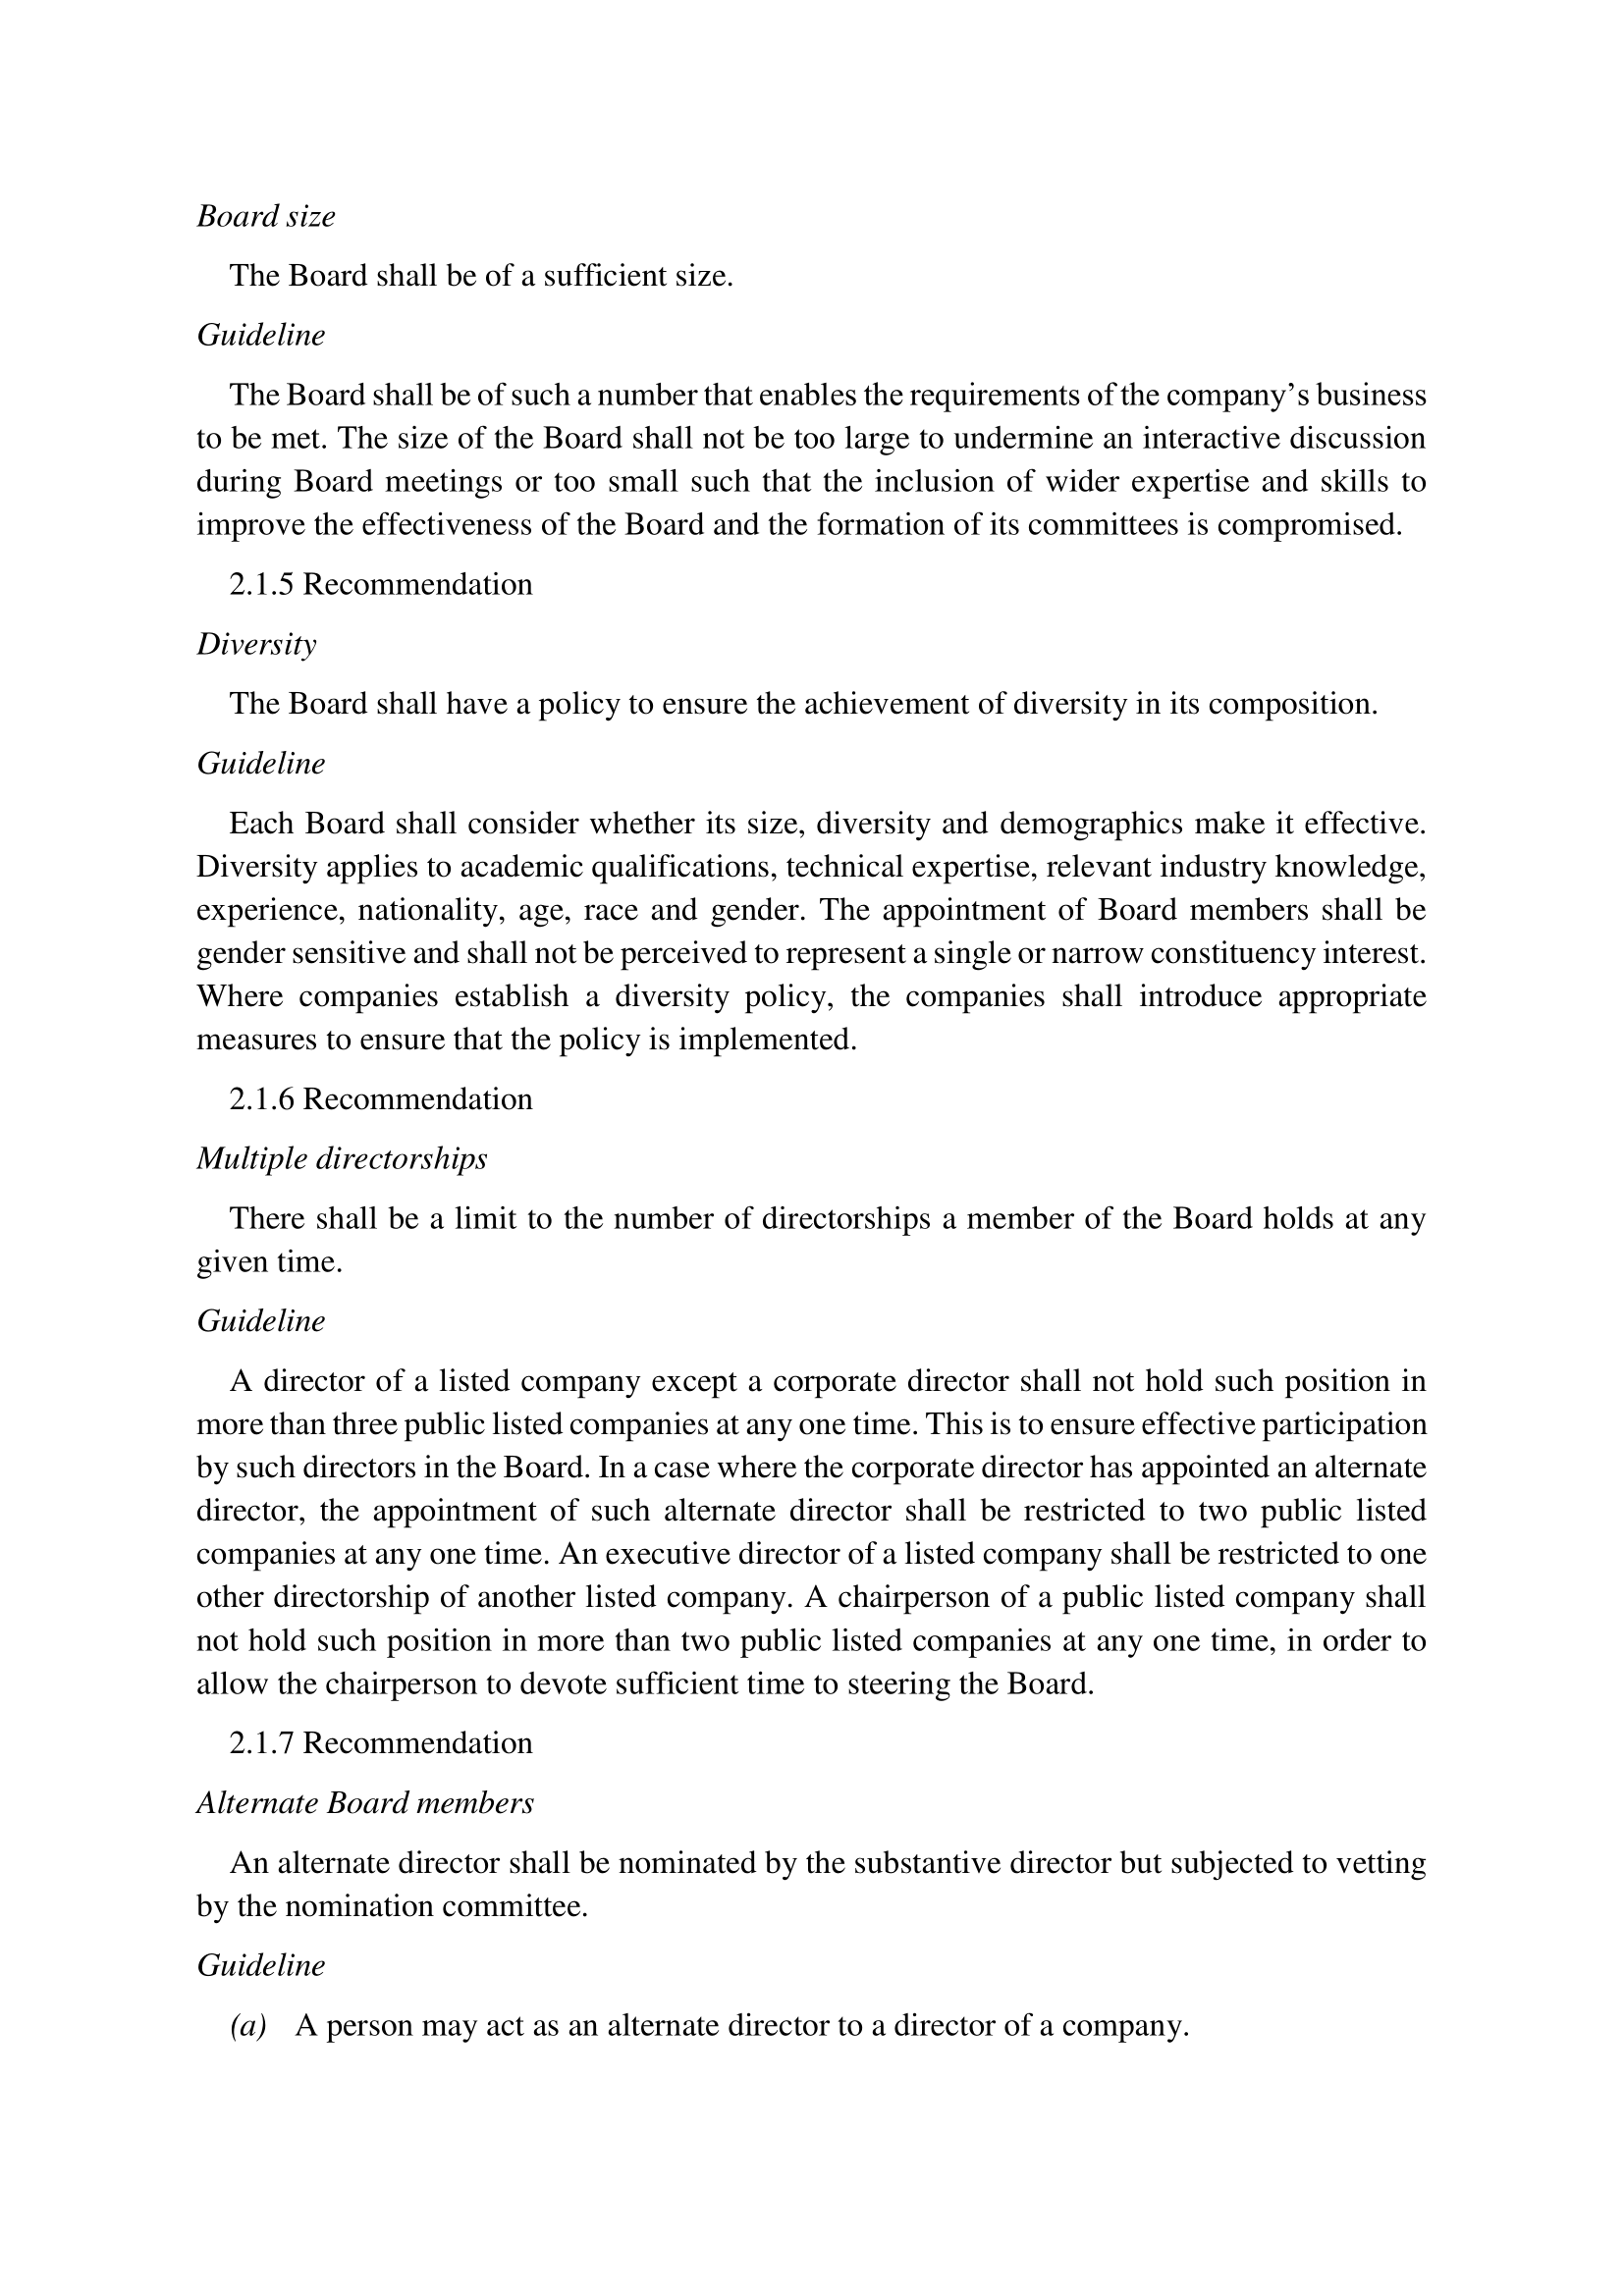 Board size
The Board shall be of a sufficient size.
Guideline
The Board shall be of such a number that enables the requirements of the company’s business
to be met. The size of the Board shall not be too large to undermine an interactive discussion
during Board meetings or too small such that the inclusion of wider expertise and skills to
improve the effectiveness of the Board and the formation of its committees is compromised.
2.1.5 Recommendation
Diversity
The Board shall have a policy to ensure the achievement of diversity in its composition.
Guideline
Each Board shall consider whether its size, diversity and demographics make it effective.
Diversity applies to academic qualifications, technical expertise, relevant industry knowledge,
experience, nationality, age, race and gender. The appointment of Board members shall be
gender sensitive and shall not be perceived to represent a single or narrow constituency interest.
Where companies establish a diversity policy, the companies shall introduce appropriate
measures to ensure that the policy is implemented.
2.1.6 Recommendation
Multiple directorships
There shall be a limit to the number of directorships a member of the Board holds at any
given time.
Guideline
A director of a listed company except a corporate director shall not hold such position in
more than three public listed companies at any one time. This is to ensure effective participation
by such directors in the Board. In a case where the corporate director has appointed an alternate
director, the appointment of such alternate director shall be restricted to two public listed
companies at any one time. An executive director of a listed company shall be restricted to one
other directorship of another listed company. A chairperson of a public listed company shall
not hold such position in more than two public listed companies at any one time, in order to
allow the chairperson to devote sufficient time to steering the Board.
2.1.7 Recommendation
Alternate Board members
An alternate director shall be nominated by the substantive director but subjected to vetting
by the nomination committee.
Guideline
(a) A person may act as an alternate director to a director of a company.